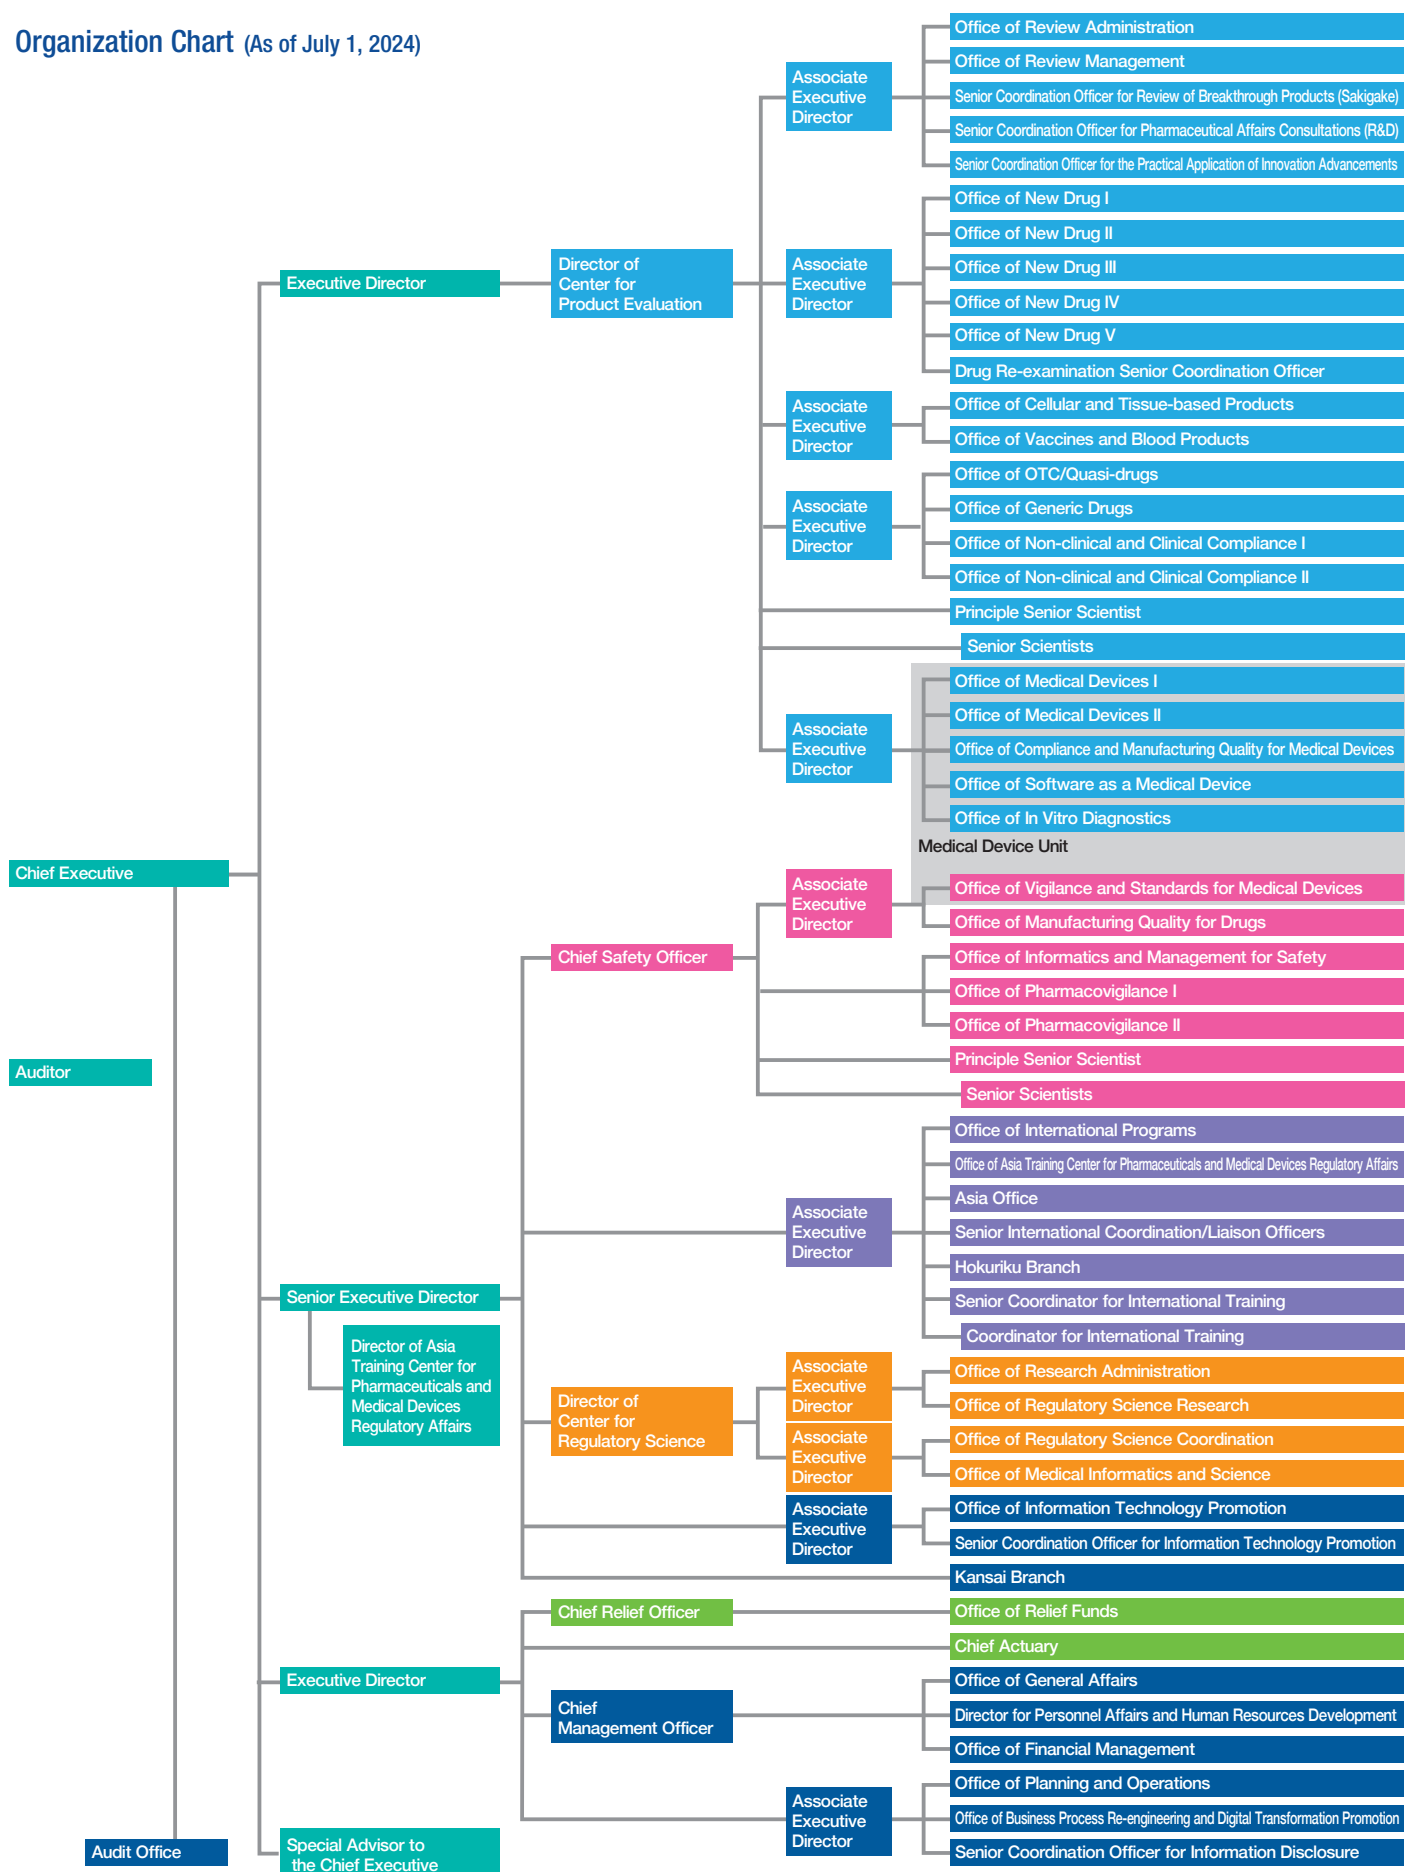 Organization Chart (As of July 1, 2024)
Chief Executive
Auditor
Audit Office
Executive Director
Director of
Center for
Product Evaluation
Associate
Executive
Director
Office of Review Administration
Office of Review Management
Senior Coordination Officer for Review of Breakthrough Products (Sakigake)
Senior Coordination Officer for Pharmaceutical Affairs Consultations (R&D)
Senior Coordination Officer for the Practical Application of Innovation Advancements
Associate
Executive
Director
Office of New Drug I
Office of New Drug II
Office of New Drug III
Office of New Drug IV
Office of New Drug V
Drug Re-examination Senior Coordination Officer
Associate
Executive
Director
Office of Cellular and Tissue-based Products
Office of Vaccines and Blood Products
Associate
Executive
Director
Office of OTC/Quasi-drugs
Office of Generic Drugs
Office of Non-clinical and Clinical Compliance I
Office of Non-clinical and Clinical Compliance II
Principle Senior Scientist
Senior Scientists
Associate
Executive
Director
Office of Medical Devices I
Office of Medical Devices II
Office of Compliance and Manufacturing Quality for Medical Devices
Office of Software as a Medical Device
Office of In Vitro Diagnostics
Medical Device Unit
Senior Executive Director
Director of Asia
Training Center for
Pharmaceuticals and
Medical Devices
Regulatory Affairs
Chief Safety Officer
Associate
Executive
Director
Office of Vigilance and Standards for Medical Devices
Office of Manufacturing Quality for Drugs
Office of Informatics and Management for Safety
Office of Pharmacovigilance I
Office of Pharmacovigilance II
Principle Senior Scientist
Senior Scientists
Associate
Executive
Director
Office of International Programs
Office of Asia Training Center for Pharmaceuticals and Medical Devices Regulatory Affairs
Asia Office
Senior International Coordination/Liaison Officers
Hokuriku Branch
Senior Coordinator for International Training
Coordinator for International Training
Director of
Center for
Regulatory Science
Associate
Executive
Director
Office of Research Administration
Office of Regulatory Science Research
Associate
Executive
Director
Office of Regulatory Science Coordination
Office of Medical Informatics and Science
Associate
Executive
Director
Office of Information Technology Promotion
Senior Coordination Officer for Information Technology Promotion
Kansai Branch
Executive Director
Chief Relief Officer
Office of Relief Funds
Chief Actuary
Chief
Management Officer
Office of General Affairs
Director for Personnel Affairs and Human Resources Development
Office of Financial Management
Associate
Executive
Director
Office of Planning and Operations
Office of Business Process Re-engineering and Digital Transformation Promotion
Senior Coordination Officer for Information Disclosure
Special Advisor to
the Chief Executive